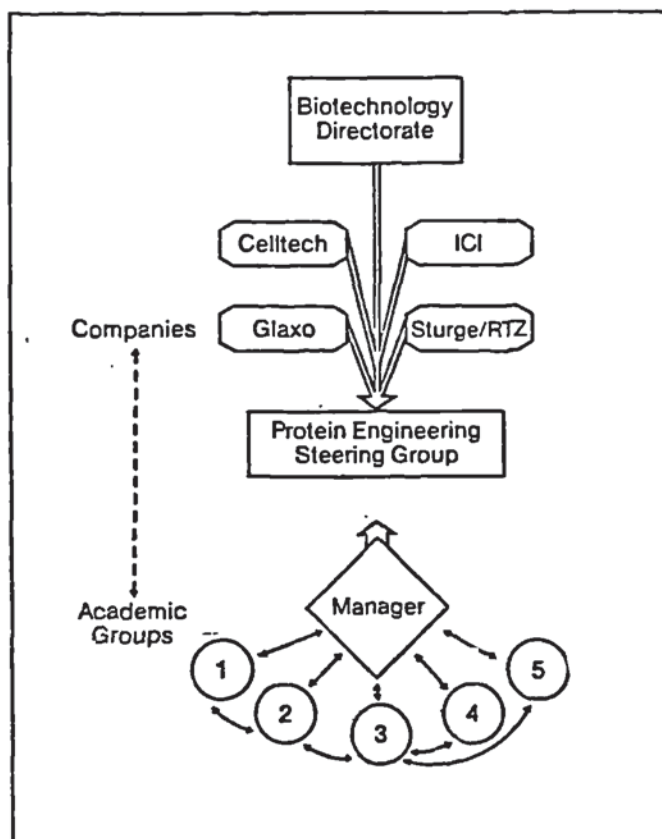 Biotechnology
Directorate
Celltech
ICI
Companies
Glaxo
Sturge/RTZ
Protein Engineering
Steering Group
Manager
Academic
Groups
1
2
3
4
5